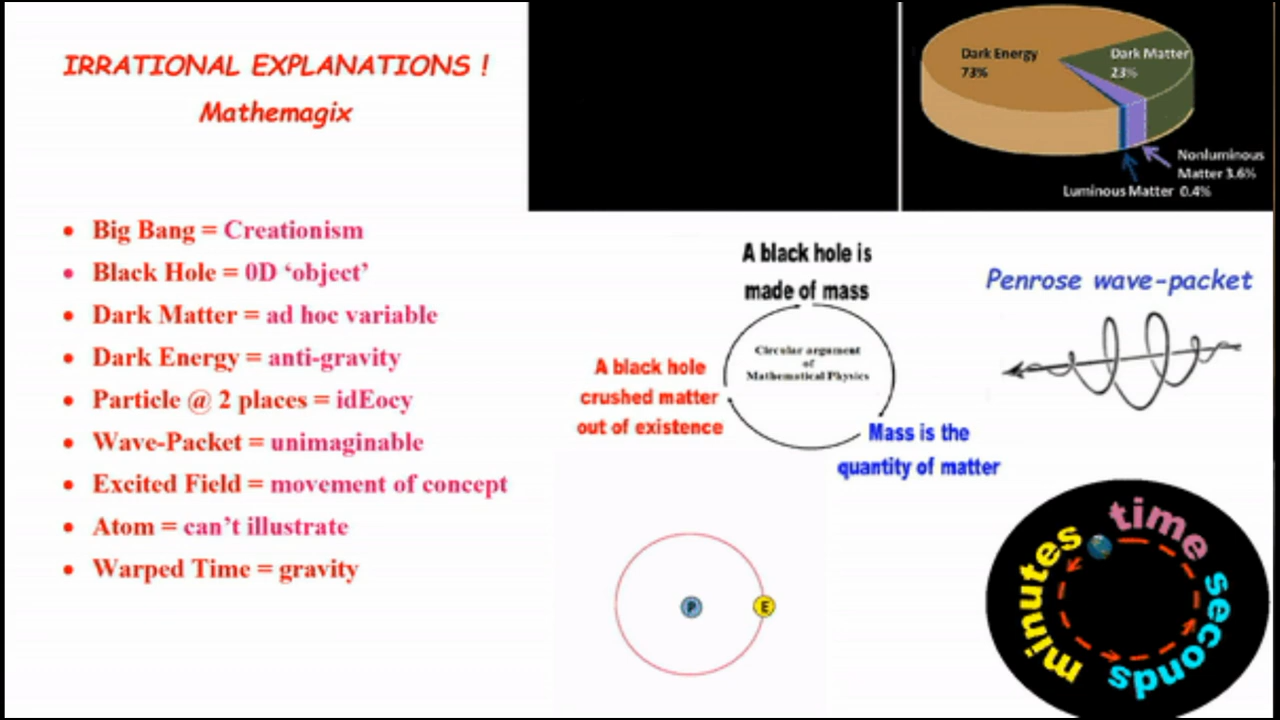 IRRATIONAL EXPLANATIONS !
Mathemagix
• Big Bang = Creationism
• Black Hole = 0D ‘object’
• Dark Matter = ad hoc variable
• Dark Energy = anti-gravity
• Particle @ 2 places = idEocy
• Wave-Packet = unimaginable
• Excited Field = movement of concept
• Atom = can’t illustrate
• Warped Time = gravity
Dark Energy
73%
Dark Matter
23%
Nonluminous
Matter 3.6%
Luminous Matter 0.4%
A black hole is
made of mass
Circular argument
of
Mathematical Physics
A black hole
crushed matter
out of existence
Mass is the
quantity of matter
Penrose wave-packet
P
E
time
seconds
minutes